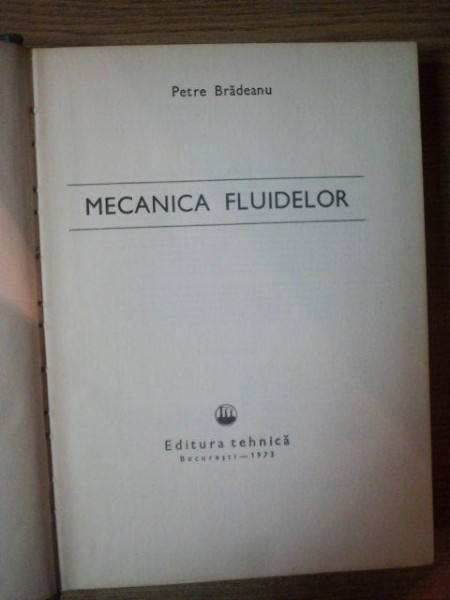 Petre Brădeanu
MECANICA FLUIDELOR
Editura tehnică
București — 1973